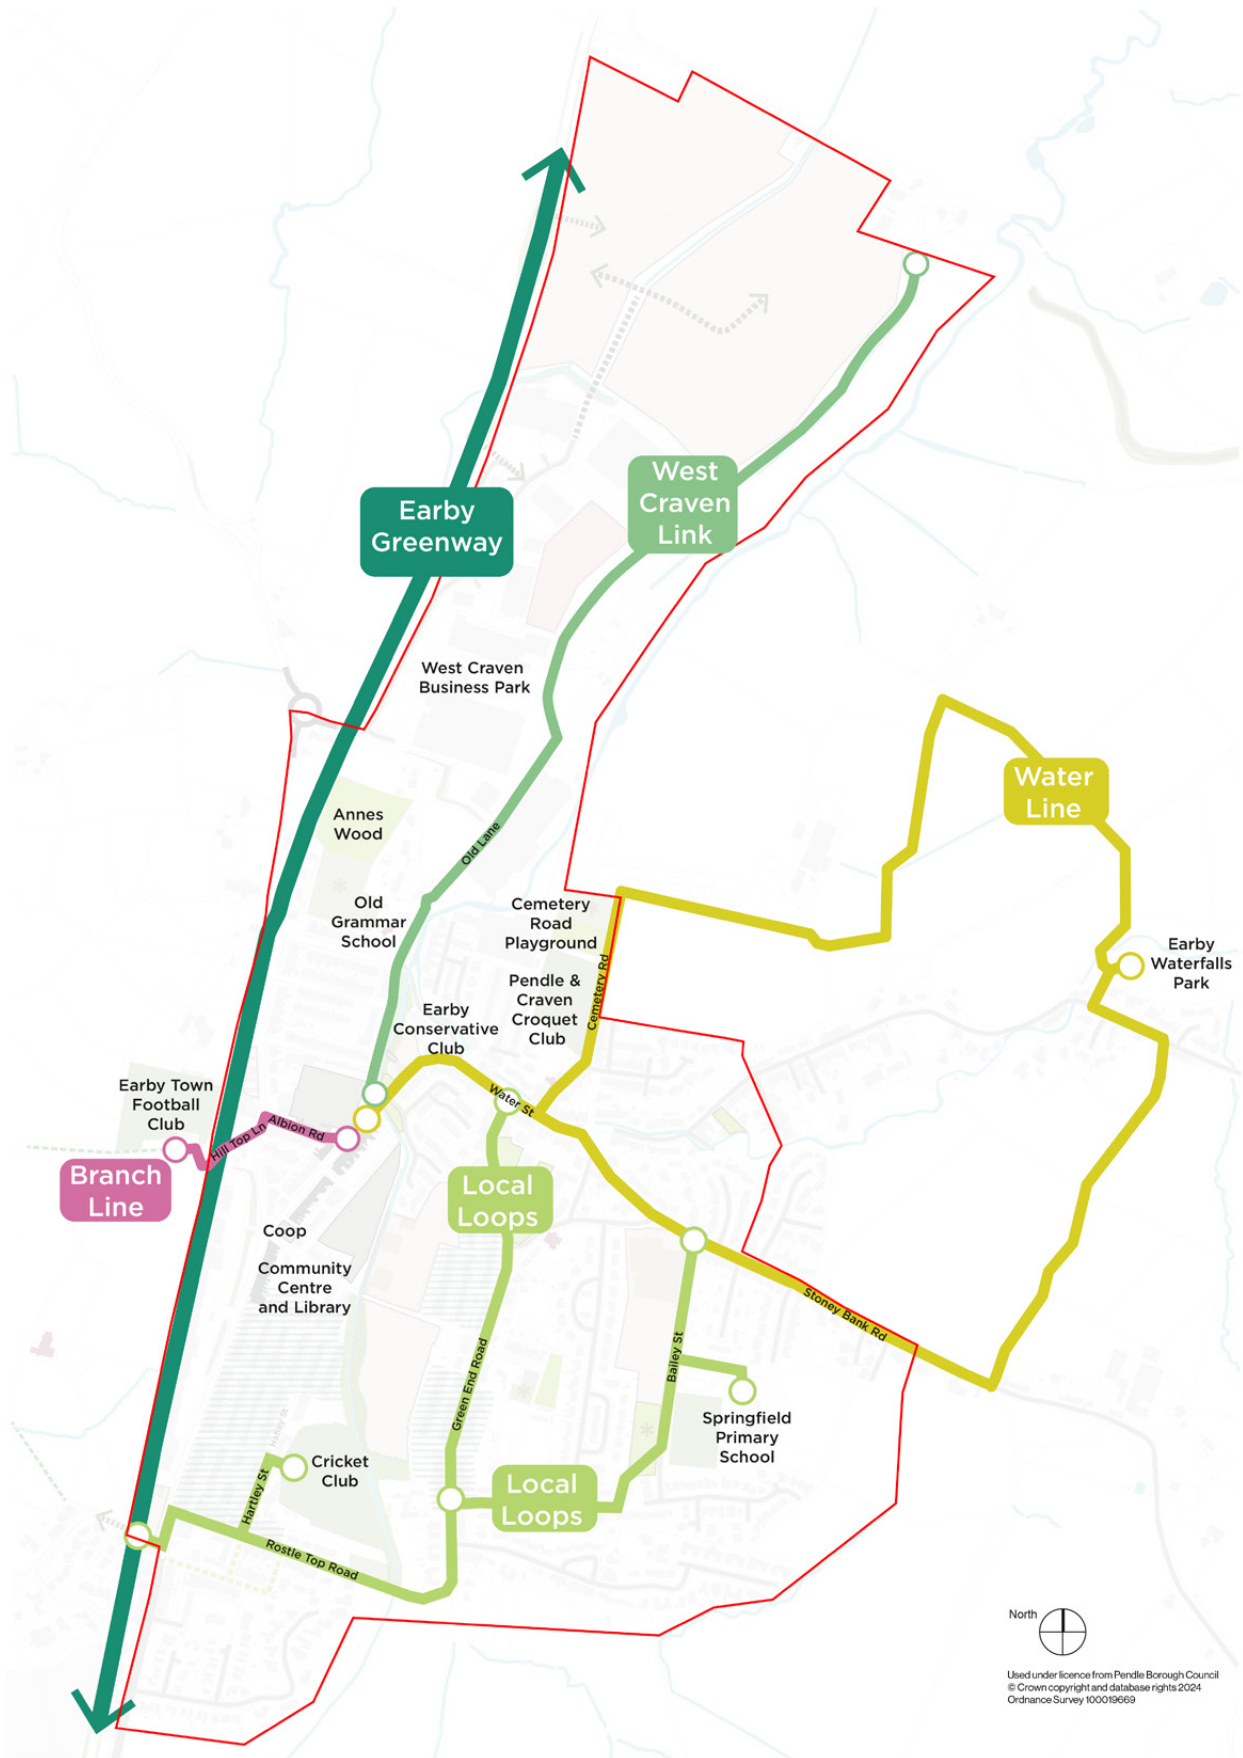 West
Craven
Link
Earby
Greenway
West Craven
Business Park
Water
Line
Annes
Wood
Old Lane
Old
Grammar
School
Cemetery
Road
Playground
Earby
Waterfalls
Park
Cemetery Rd
Pendle &
Craven
Croquet
Club
Earby
Conservative
Club
Earby Town
Football
Club
Water St
Hill Top Ln
Albion Rd
Branch
Line
Local
Loops
Coop
Community
Centre
and Library
Stoney Bank Rd
Green End Road
Bailey St
Springfield
Primary
School
Cricket
Club
Hartley St
Local
Loops
Rostle Top Road
North
Used under licence from Pendle Borough Council
© Crown copyright and database rights 2024
Ordnance Survey 100019669